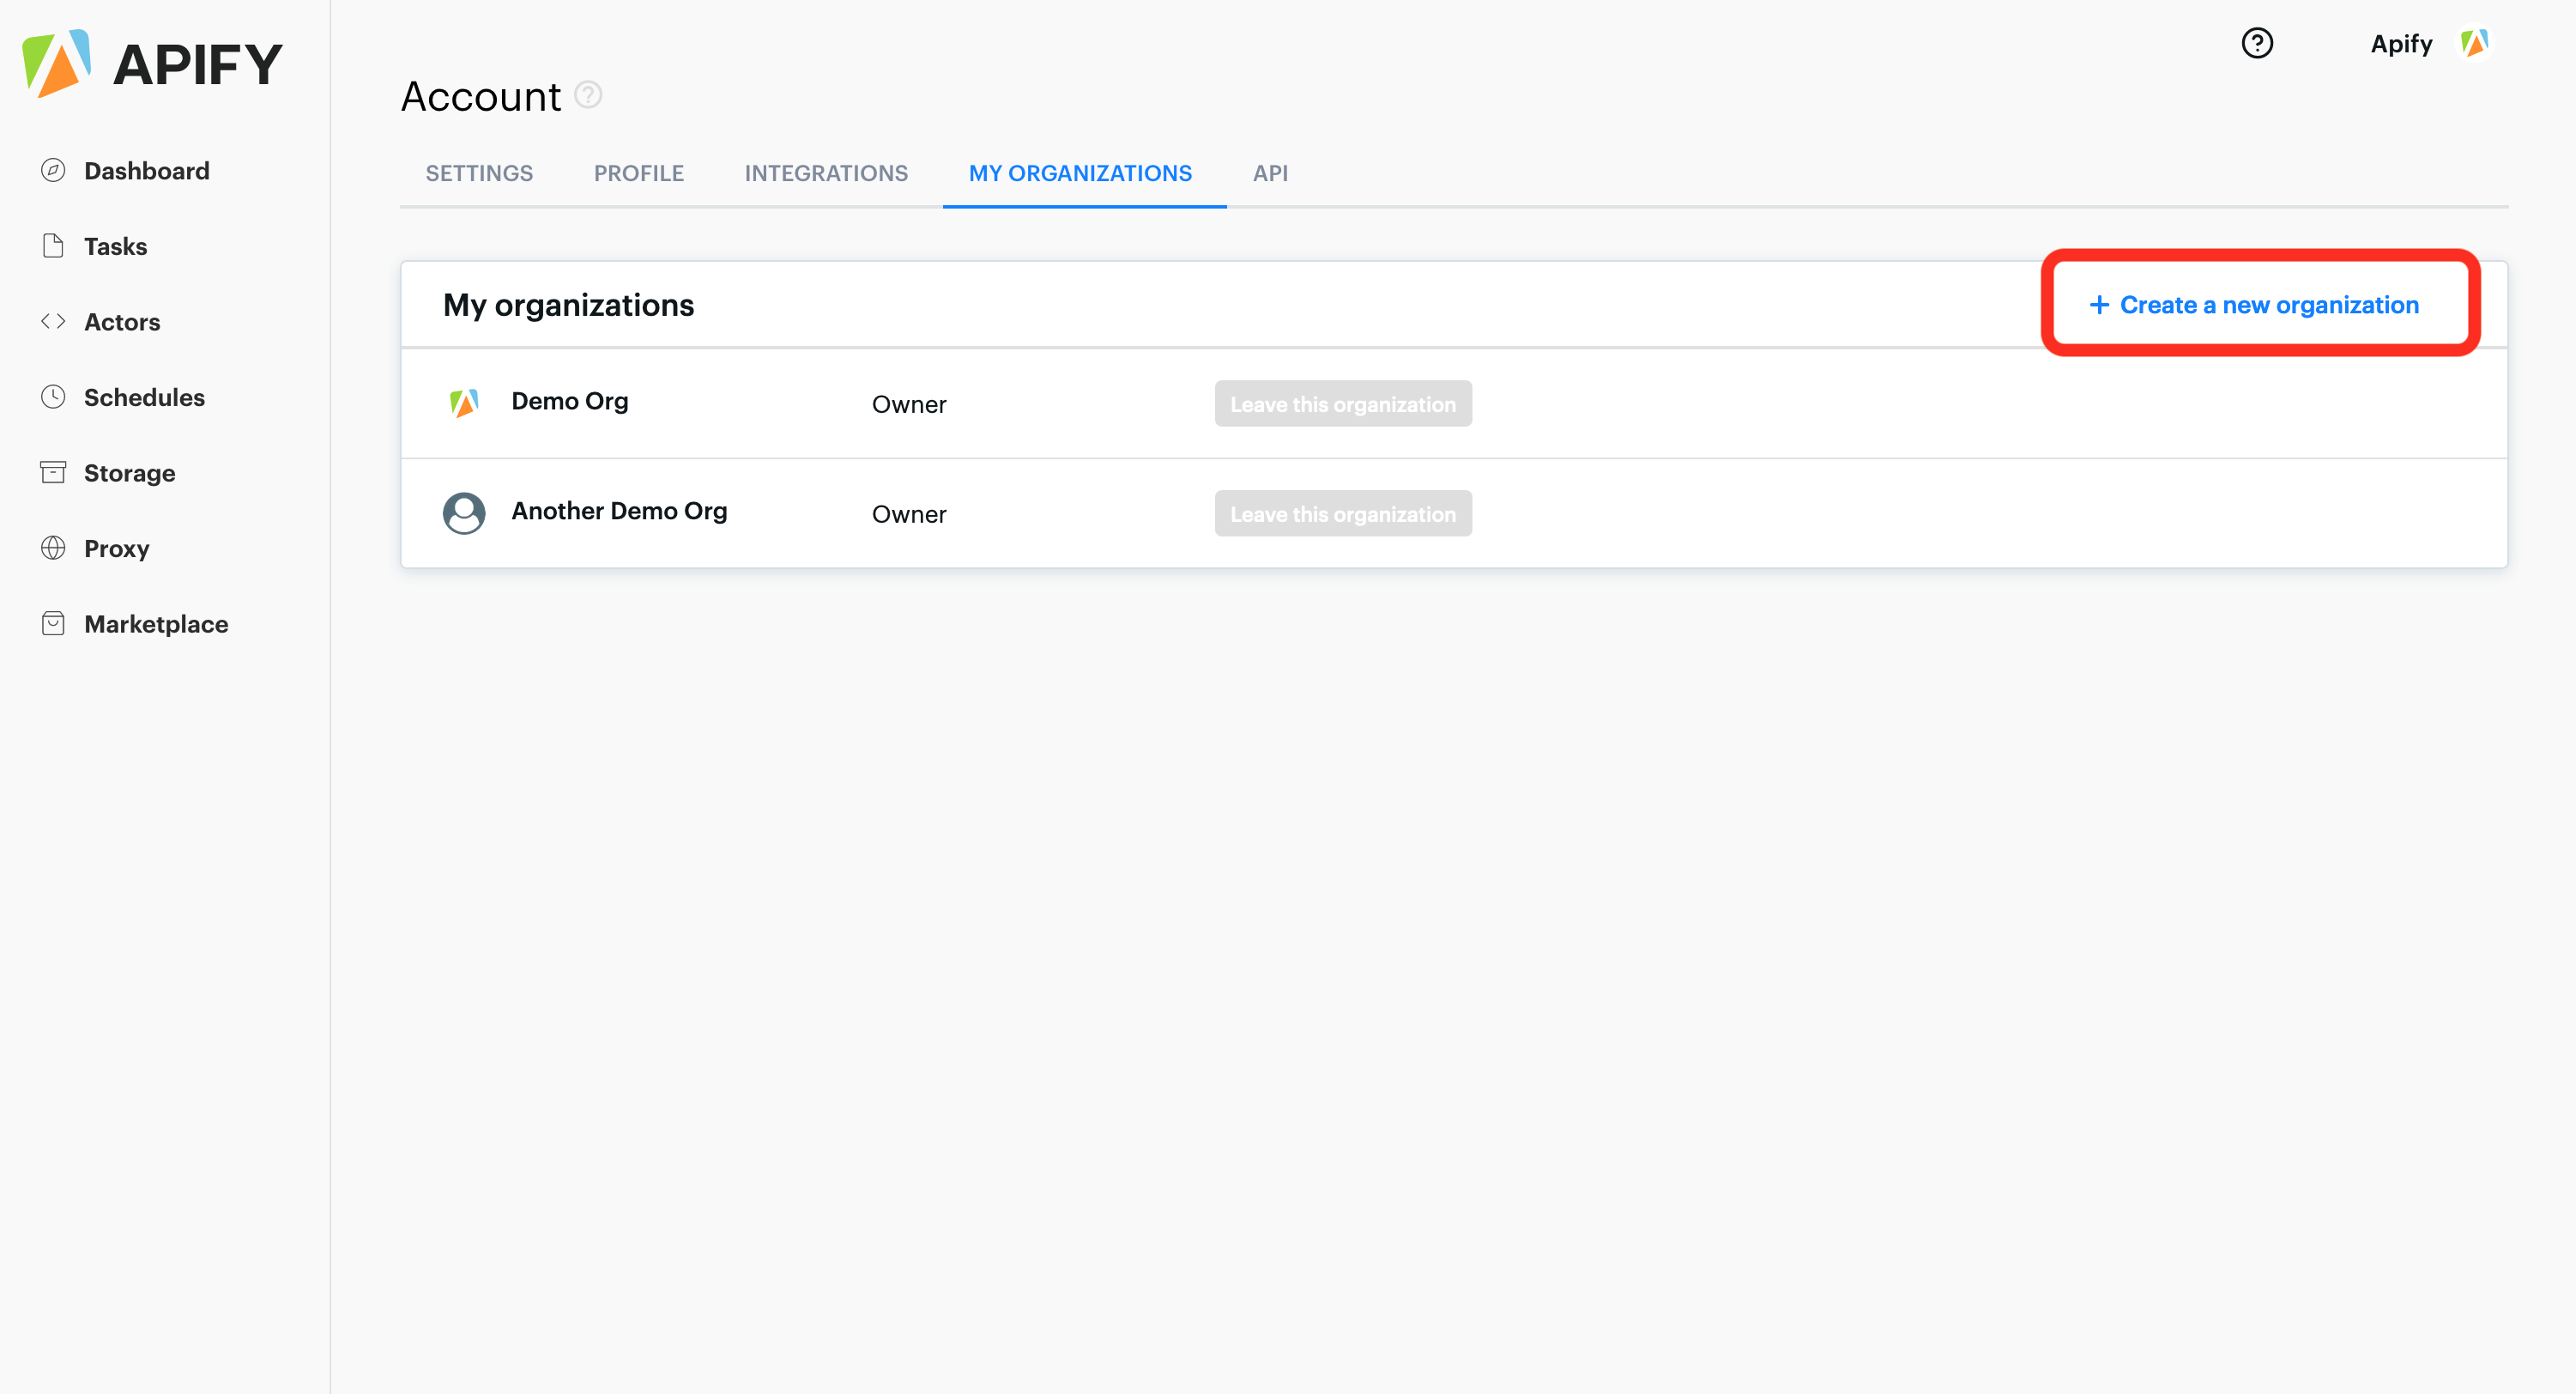 APIFY
Apify
Account
Dashboard
Tasks
Actors
Schedules
Storage
Proxy
Marketplace
SETTINGS PROFILE INTEGRATIONS MY ORGANIZATIONS API
My organizations
+ Create a new organization
Demo Org Owner Leave this organization
Another Demo Org Owner Leave this organization